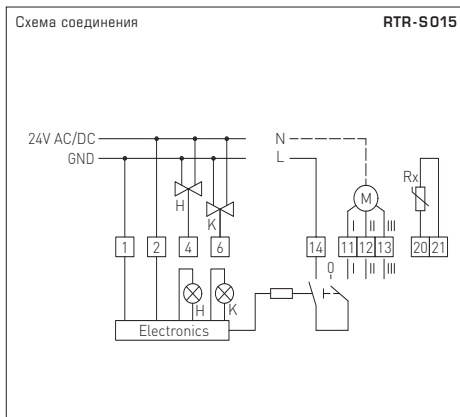 Схема соединения RTR-S015
24V AC/DC
GND
N
L
M
Rx
H
K
I II III
1 2 4 6 14 11 12 13 20 21
0
I II III
H K
Electronics